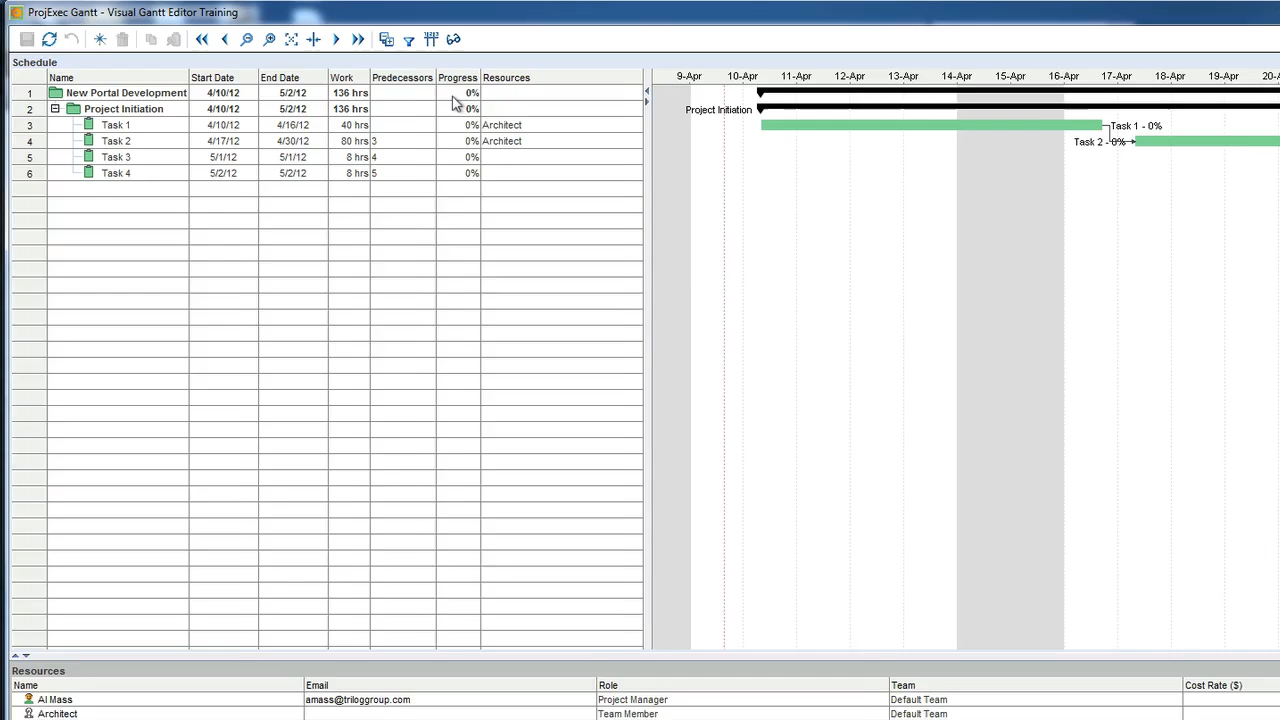 ProjExec Gantt - Visual Gantt Editor Training
Schedule
Name Start Date End Date Work Predecessors Progress Resources
9-Apr 10-Apr 11-Apr 12-Apr 13-Apr 14-Apr 15-Apr 16-Apr 17-Apr 18-Apr 19-Apr 20-A
1 New Portal Development 4/10/12 5/2/12 136 hrs 0%
2 Project Initiation 4/10/12 5/2/12 136 hrs 0%
Project Initiation
3 Task 1 4/10/12 4/16/12 40 hrs 0% Architect
Task 1 - 0%
4 Task 2 4/17/12 4/30/12 80 hrs 3 0% Architect
Task 2 - 0%
5 Task 3 5/1/12 5/1/12 8 hrs 4 0%
6 Task 4 5/2/12 5/2/12 8 hrs 5 0%
Resources
Name Email Role Team Cost Rate ($)
Al Mass amass@triloggroup.com Project Manager Default Team
Architect Team Member Default Team